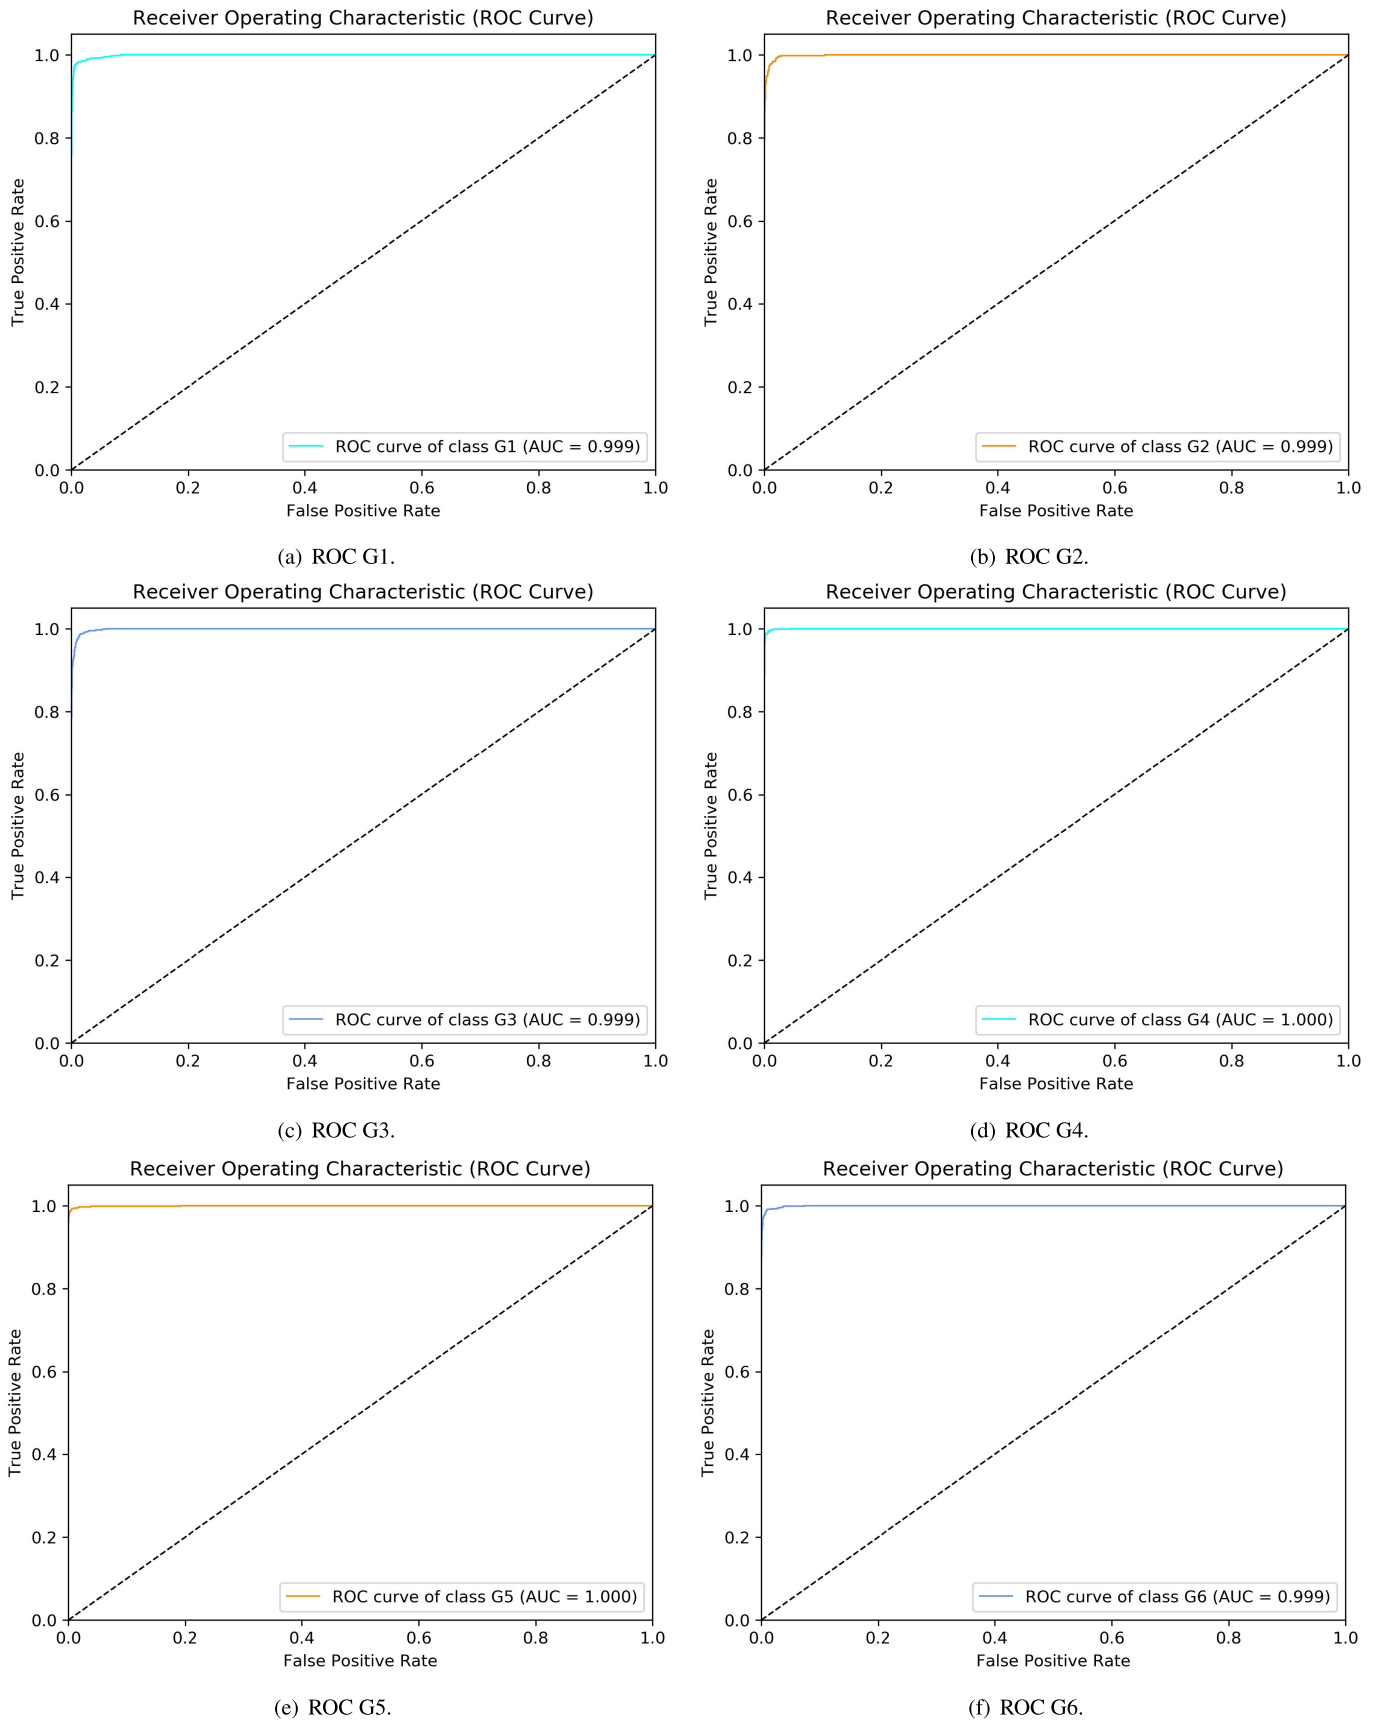 Receiver Operating Characteristic (ROC Curve)
1.0
0.8
0.6
0.4
0.2
0.0
True Positive Rate
ROC curve of class G1 (AUC = 0.999)
0.0 0.2 0.4 0.6 0.8 1.0
False Positive Rate
(a) ROC G1.
Receiver Operating Characteristic (ROC Curve)
1.0
0.8
0.6
0.4
0.2
0.0
True Positive Rate
ROC curve of class G2 (AUC = 0.999)
0.0 0.2 0.4 0.6 0.8 1.0
False Positive Rate
(b) ROC G2.
Receiver Operating Characteristic (ROC Curve)
1.0
0.8
0.6
0.4
0.2
0.0
True Positive Rate
ROC curve of class G3 (AUC = 0.999)
0.0 0.2 0.4 0.6 0.8 1.0
False Positive Rate
(c) ROC G3.
Receiver Operating Characteristic (ROC Curve)
1.0
0.8
0.6
0.4
0.2
0.0
True Positive Rate
ROC curve of class G4 (AUC = 1.000)
0.0 0.2 0.4 0.6 0.8 1.0
False Positive Rate
(d) ROC G4.
Receiver Operating Characteristic (ROC Curve)
1.0
0.8
0.6
0.4
0.2
0.0
True Positive Rate
ROC curve of class G5 (AUC = 1.000)
0.0 0.2 0.4 0.6 0.8 1.0
False Positive Rate
(e) ROC G5.
Receiver Operating Characteristic (ROC Curve)
1.0
0.8
0.6
0.4
0.2
0.0
True Positive Rate
ROC curve of class G6 (AUC = 0.999)
0.0 0.2 0.4 0.6 0.8 1.0
False Positive Rate
(f) ROC G6.